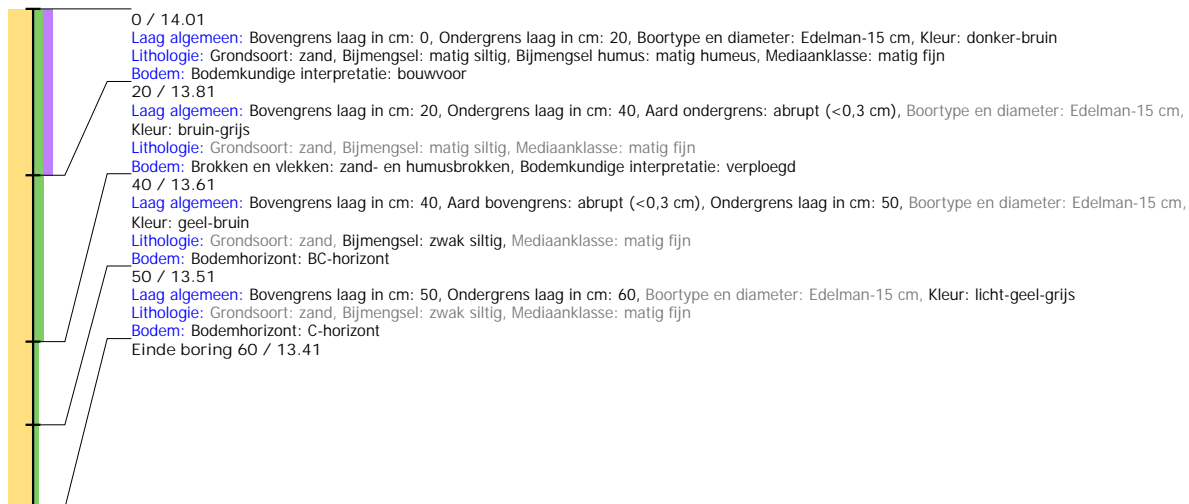 0 / 14.01
Laag algemeen: Bovengrens laag in cm: 0, Ondergrens laag in cm: 20, Boortype en diameter: Edelman-15 cm, Kleur: donker-bruin
Lithologie: Grondsoort: zand, Bijmengsel: matig siltig, Bijmengsel humus: matig humeus, Mediaanklasse: matig fijn
Bodem: Bodemkundige interpretatie: bouwvoor
20 / 13.81
Laag algemeen: Bovengrens laag in cm: 20, Ondergrens laag in cm: 40, Aard ondergrens: abrupt (<0,3 cm), Boortype en diameter: Edelman-15 cm,
Kleur: bruin-grijs
Lithologie: Grondsoort: zand, Bijmengsel: matig siltig, Mediaanklasse: matig fijn
Bodem: Brokken en vlekken: zand- en humusbrokken, Bodemkundige interpretatie: verploegd
40 / 13.61
Laag algemeen: Bovengrens laag in cm: 40, Aard bovengrens: abrupt (<0,3 cm), Ondergrens laag in cm: 50, Boortype en diameter: Edelman-15 cm,
Kleur: geel-bruin
Lithologie: Grondsoort: zand, Bijmengsel: zwak siltig, Mediaanklasse: matig fijn
Bodem: Bodemhorizont: BC-horizont
50 / 13.51
Laag algemeen: Bovengrens laag in cm: 50, Ondergrens laag in cm: 60, Boortype en diameter: Edelman-15 cm, Kleur: licht-geel-grijs
Lithologie: Grondsoort: zand, Bijmengsel: zwak siltig, Mediaanklasse: matig fijn
Bodem: Bodemhorizont: C-horizont
Einde boring 60 / 13.41